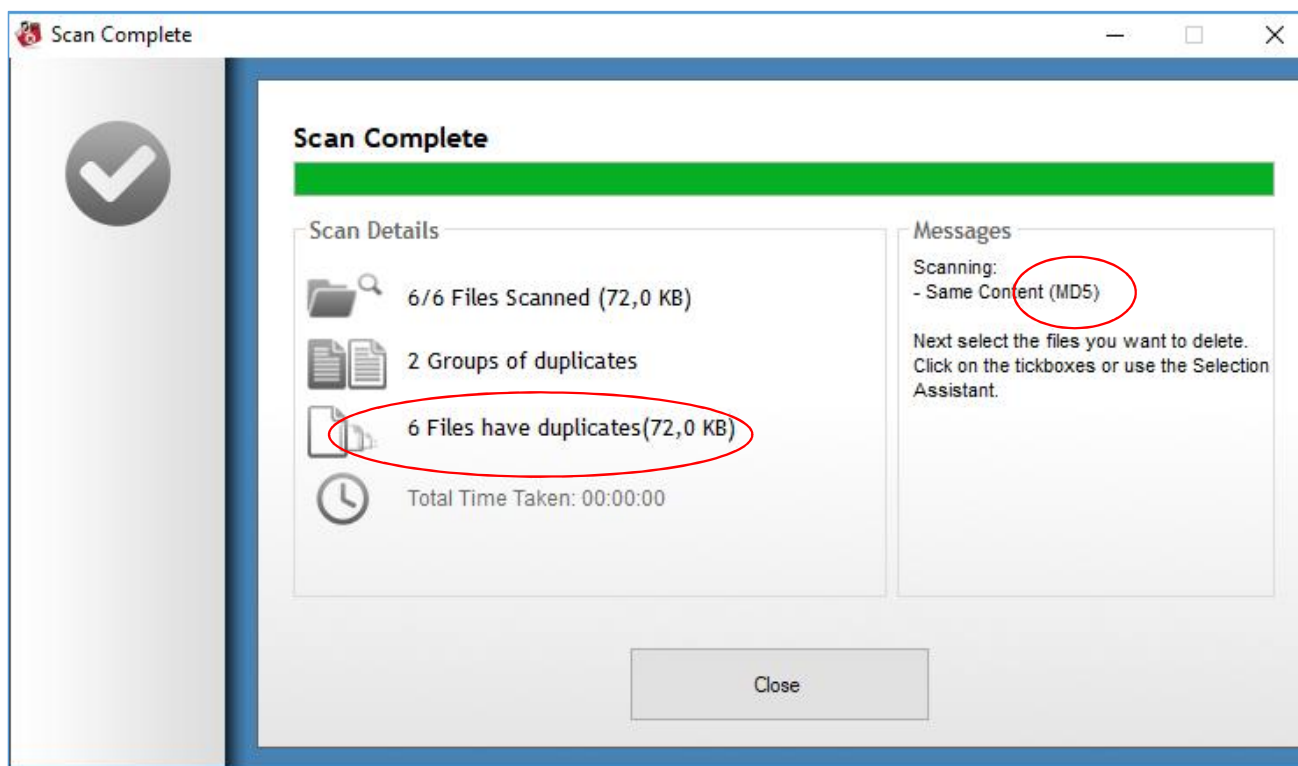 Scan Complete
Scan Complete
Scan Details
6/6 Files Scanned (72,0 KB)
2 Groups of duplicates
6 Files have duplicates(72,0 KB)
Total Time Taken: 00:00:00
Messages
Scanning:
- Same Content (MD5)
Next select the files you want to delete.
Click on the tickboxes or use the Selection
Assistant.
Close